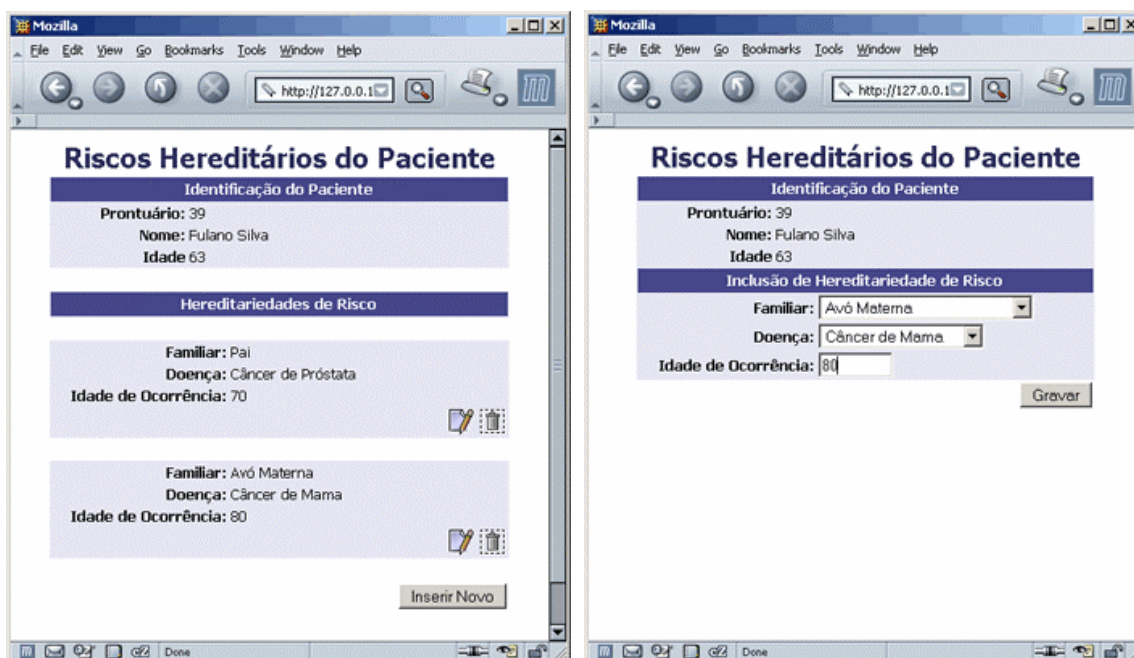 Mozilla
File Edit View Go Bookmarks Tools Window Help
http://127.0.0.1
Riscos Hereditários do Paciente
Identificação do Paciente
Prontuário: 39
Nome: Fulano Silva
Idade 63
Hereditariedades de Risco
Familiar: Pai
Doença: Câncer de Próstata
Idade de Ocorrência: 70
Familiar: Avó Materna
Doença: Câncer de Mama
Idade de Ocorrência: 80
Inserir Novo
Done
Mozilla
File Edit View Go Bookmarks Tools Window Help
http://127.0.0.1
Riscos Hereditários do Paciente
Identificação do Paciente
Prontuário: 39
Nome: Fulano Silva
Idade 63
Inclusão de Hereditariedade de Risco
Familiar: Avó Materna
Doença: Câncer de Mama
Idade de Ocorrência: 80
Gravar
Done